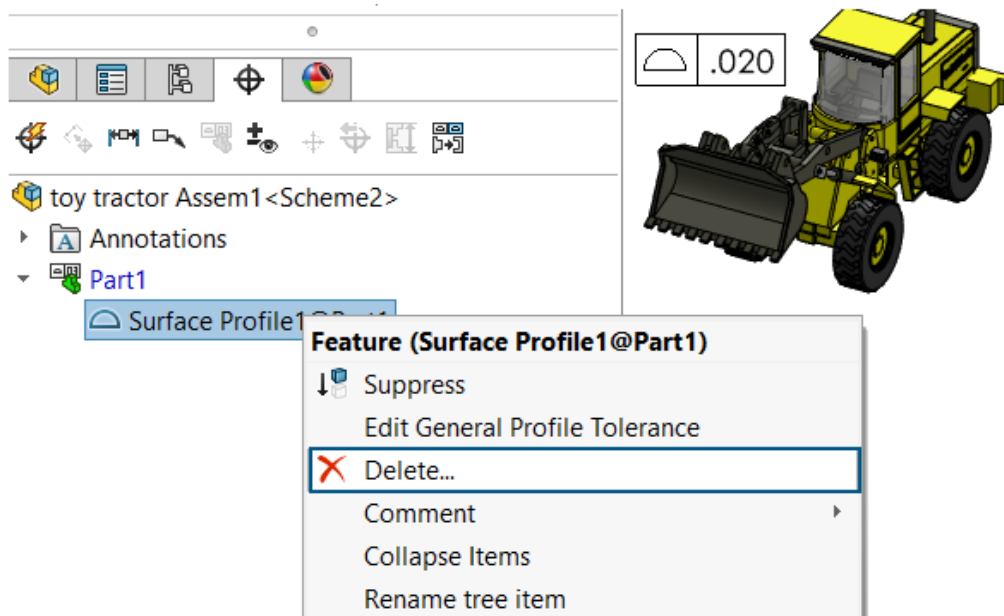 .020
toy tractor Assem1<Scheme2>
A Annotations
Part1
Surface Profile1@Part1
Feature (Surface Profile1@Part1)
Suppress
Edit General Profile Tolerance
Delete...
Comment
Collapse Items
Rename tree item